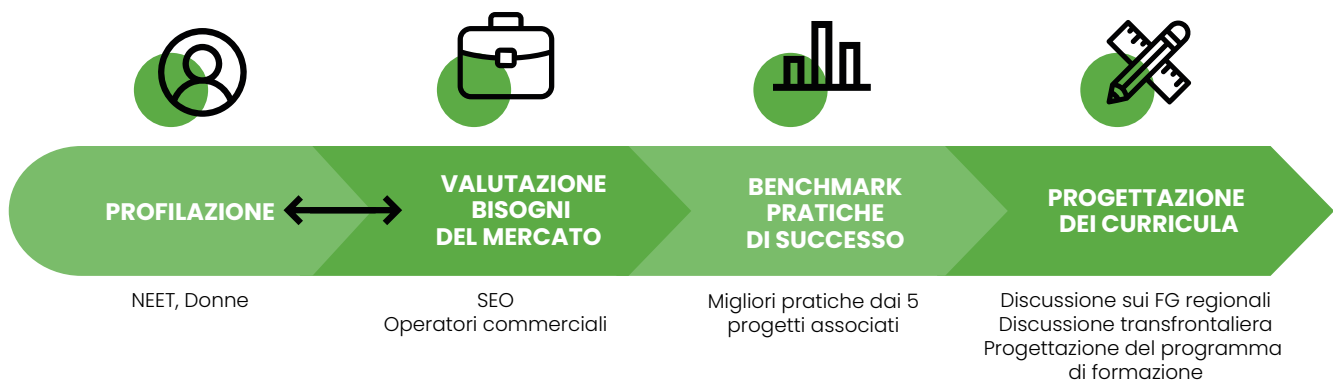 PROFILAZIONE
VALUTAZIONE
BISOGNI
DEL MERCATO
BENCHMARK
PRATICHE
DI SUCCESSO
PROGETTAZIONE
DEI CURRICULA
NEET, Donne
SEO
Operatori commerciali
Migliori pratiche dai 5
progetti associati
Discussione sui FG regionali
Discussione transfrontaliera
Progettazione del programma
di formazione